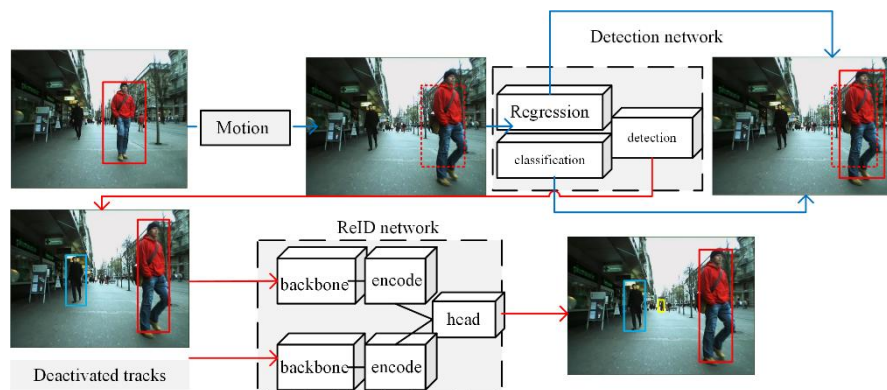 Detection network
Motion
Regression
classification
detection
ReID network
backbone
encode
head
backbone
encode
Deactivated tracks